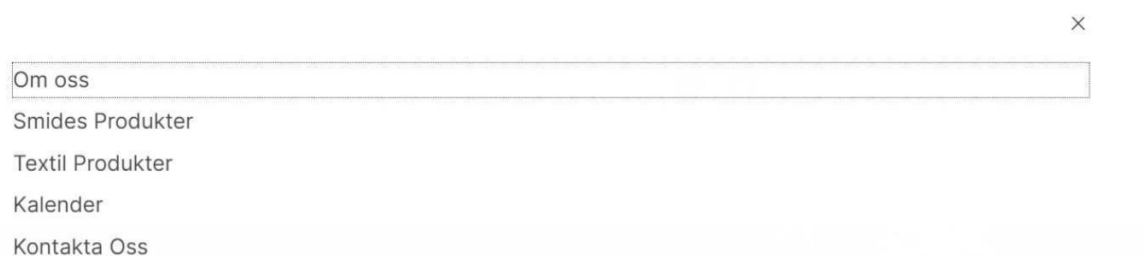 Om oss
Smides Produkter
Textil Produkter
Kalender
Kontakta Oss